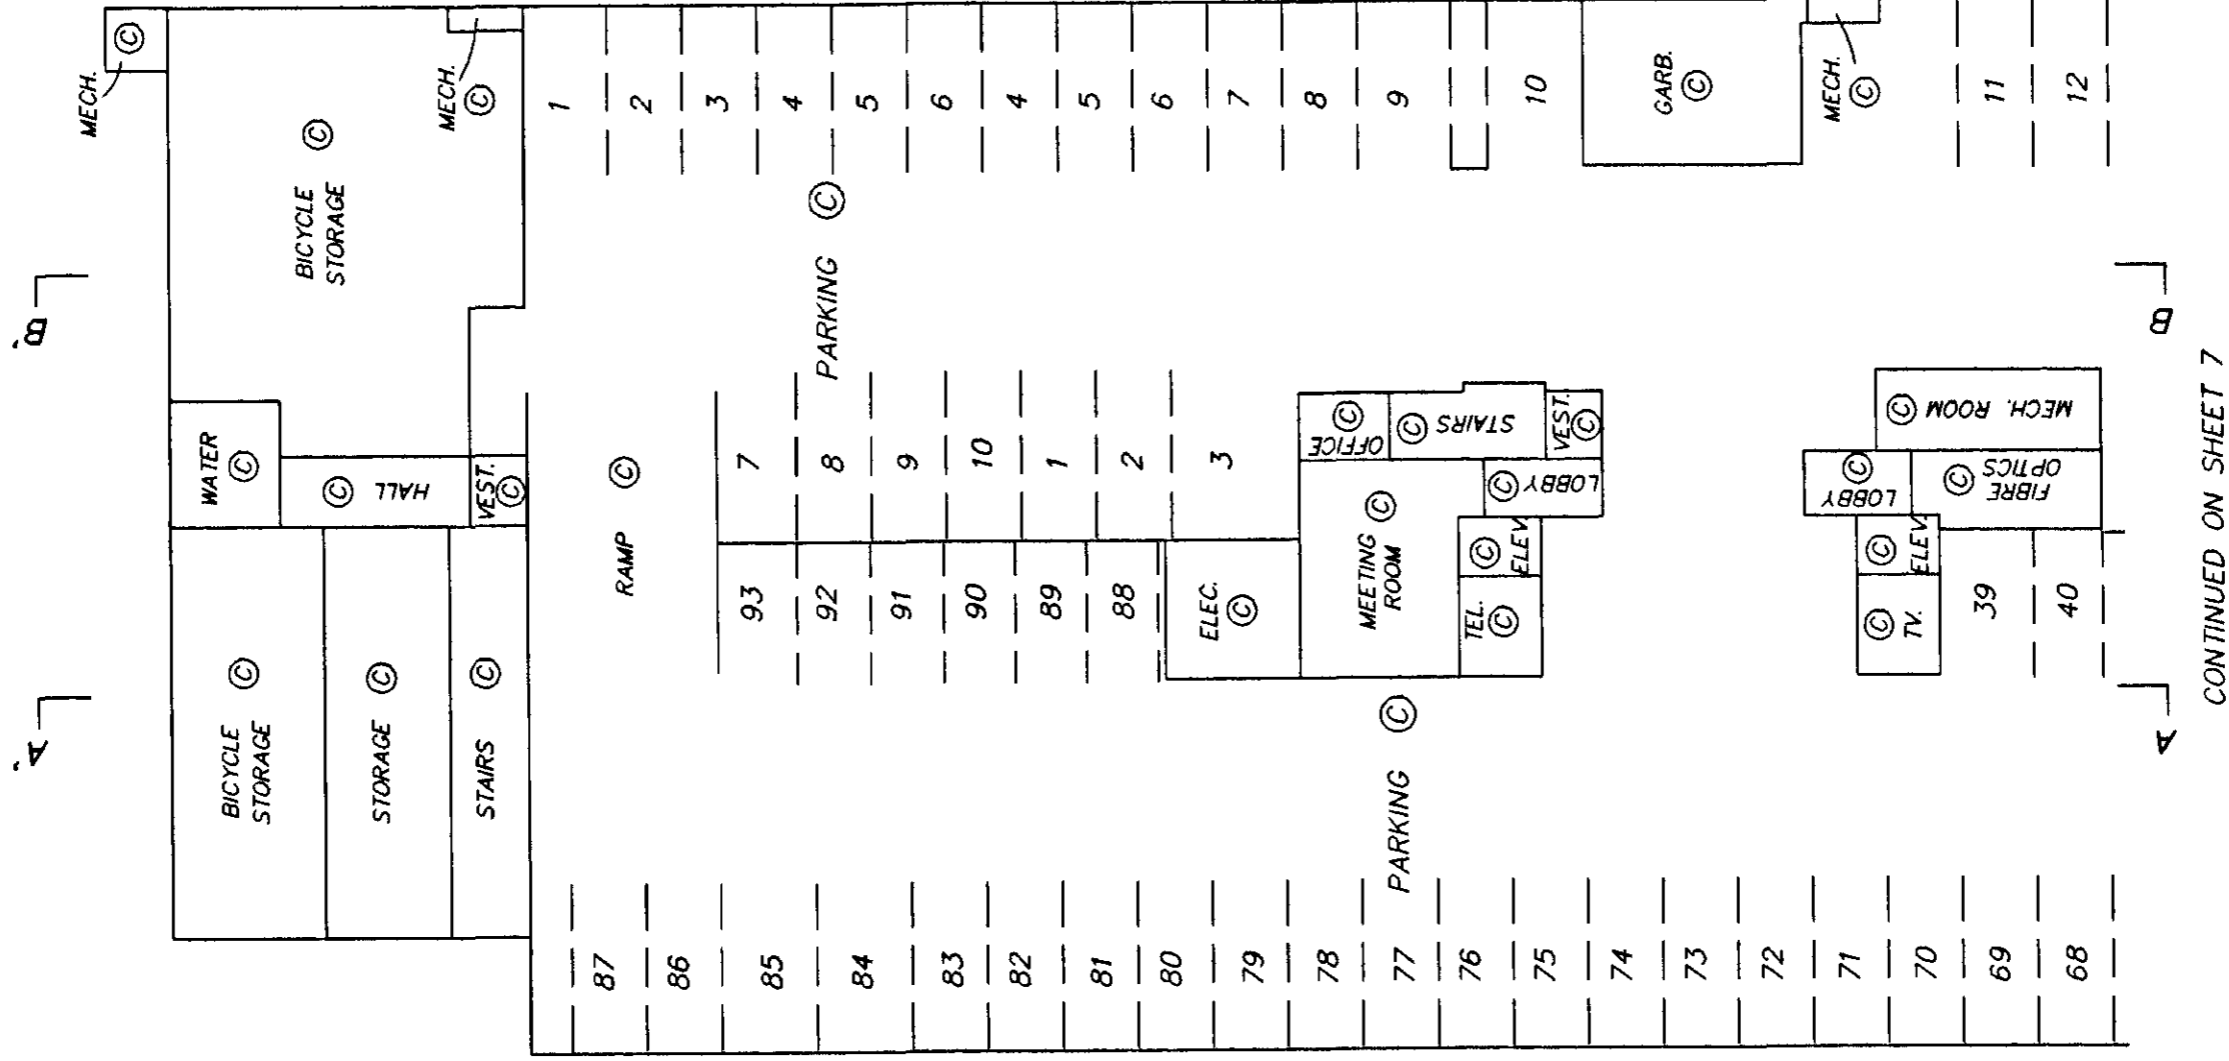 MECH.
©
BICYCLE
STORAGE
©
MECH.
©
B'
A'
WATER
©
HALL
©
VEST.
©
BICYCLE
STORAGE
©
STORAGE
©
STAIRS
©
1
2
3
4
5
6
4
5
6
7
8
9
10
GARB.
©
MECH.
©
11
12
PARKING ©
RAMP
©
7
8
9
10
1
2
3
93
92
91
90
89
88
ELEC.
©
OFFICE
©
STAIRS
©
VEST.
©
MEETING
ROOM
©
LOBBY
©
ELEV.
©
TEL.
©
MECH. ROOM
©
LOBBY
©
FIBRE
OPTICS
©
ELEV.
©
TV.
©
39
40
PARKING ©
87
86
85
84
83
82
81
80
79
78
77
76
75
74
73
72
71
70
69
68
B
A
CONTINUED ON SHEET 7